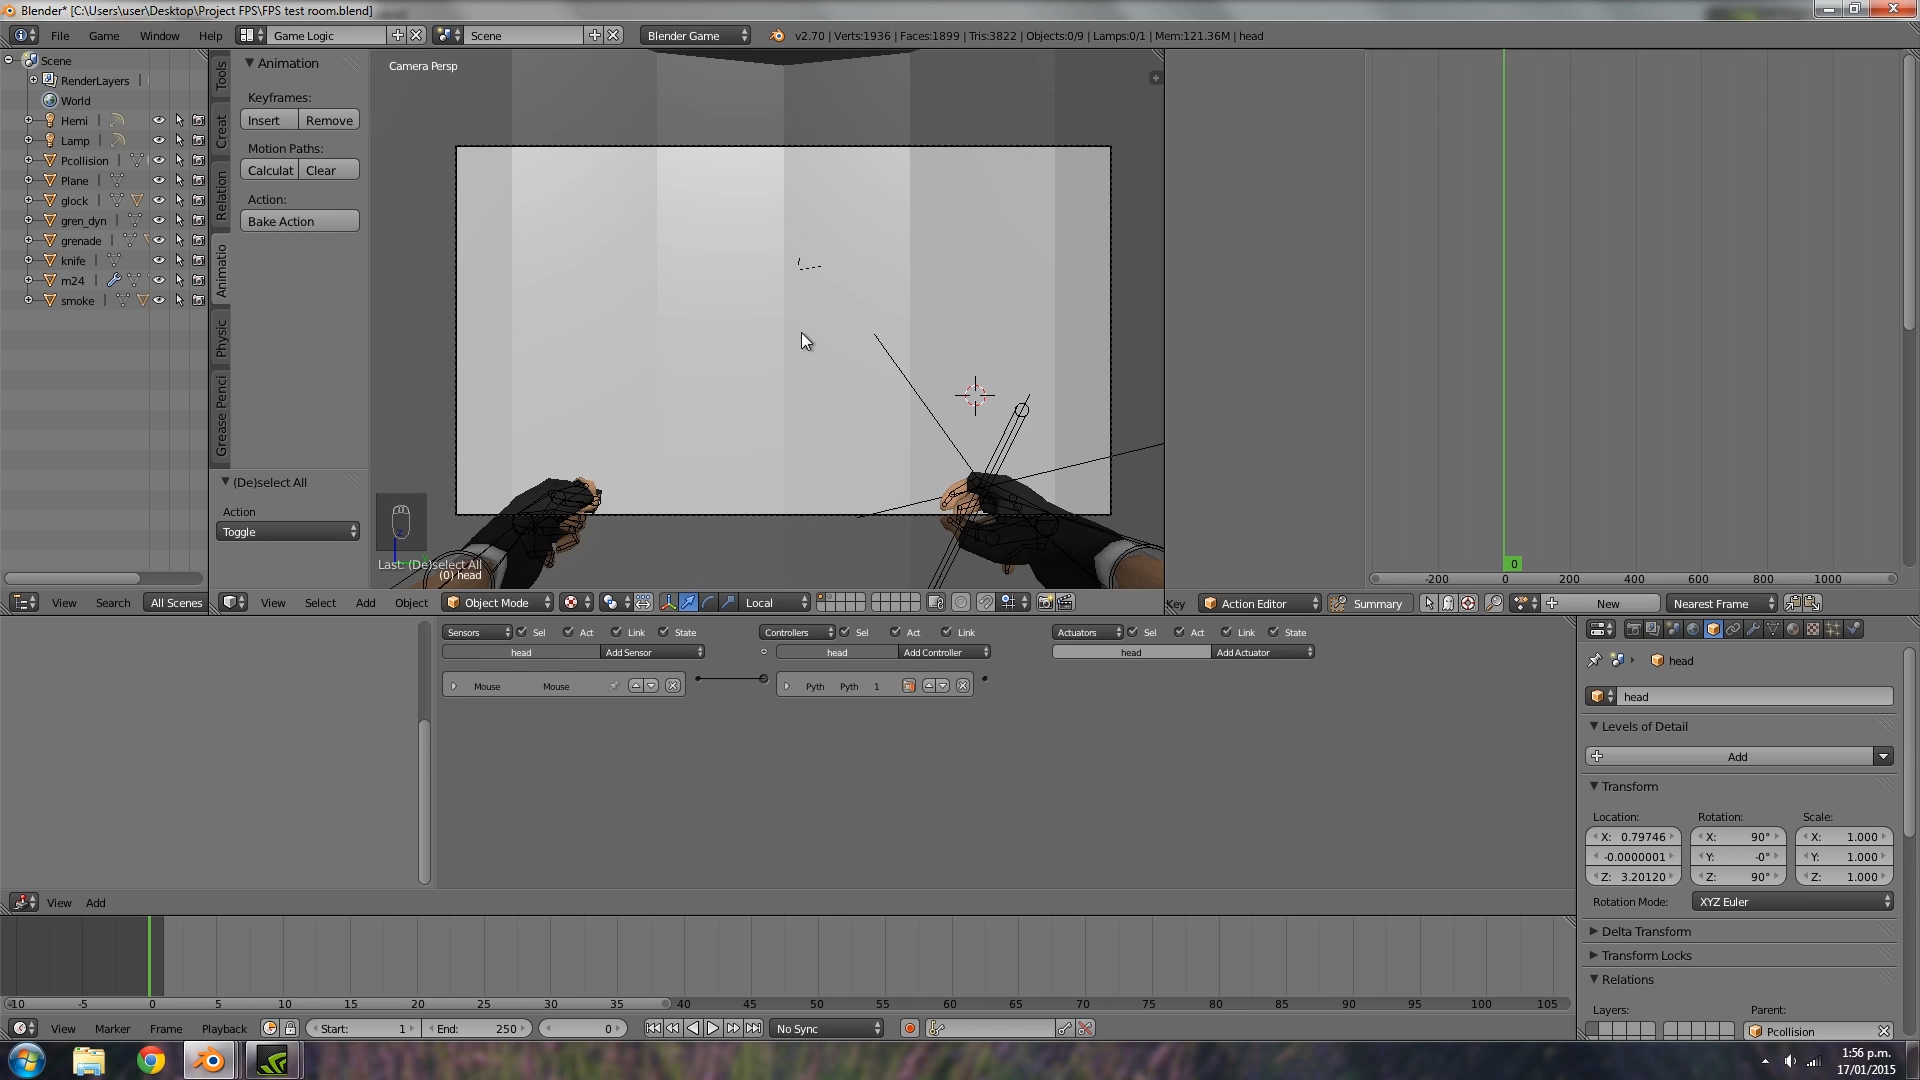 Blender* [C:\Users\user\Desktop\Project FPS\FPS test room.blend]
File Game Window Help Game Logic Scene Blender Game v2.70 | Verts:1936 | Faces:1899 | Tris:3822 | Objects:0/9 | Lamps:0/1 | Mem:121.36M | head
Scene
RenderLayers |
World
Hemi |
Lamp |
Pcollision |
Plane |
glock |
gren_dyn |
grenade |
knife |
m24 |
smoke |
View Search All Scenes
Tools
Creat
Relation
Animatio
Physic
Grease Penci
Animation
Keyframes:
Insert Remove
Motion Paths:
Calculat Clear
Action:
Bake Action
(De)select All
Action
Toggle
Camera Persp
Last: (De)select All
(0) head
View Select Add Object Object Mode Local
0
-200 0 200 400 600 800 1000
Key Action Editor Summary New Nearest Frame
Sensors Sel Act Link State Controllers Sel Act Link Actuators Sel Act Link State
head Add Sensor head Add Controller head Add Actuator
Mouse Mouse Pyth Pyth 1
View Add
head
head
Levels of Detail
Add
Transform
Location: Rotation: Scale:
X: 0.79746 X: 90° X: 1.000
-0.0000001 Y: -0° Y: 1.000
Z: 3.20120 Z: 90° Z: 1.000
Rotation Mode: XYZ Euler
Delta Transform
Transform Locks
Relations
Layers: Parent:
Pcollision
-10 -5 0 5 10 15 20 25 30 35 40 45 50 55 60 65 70 75 80 85 90 95 100 105
View Marker Frame Playback Start: 1 End: 250 0 No Sync
1:56 p.m.
17/01/2015